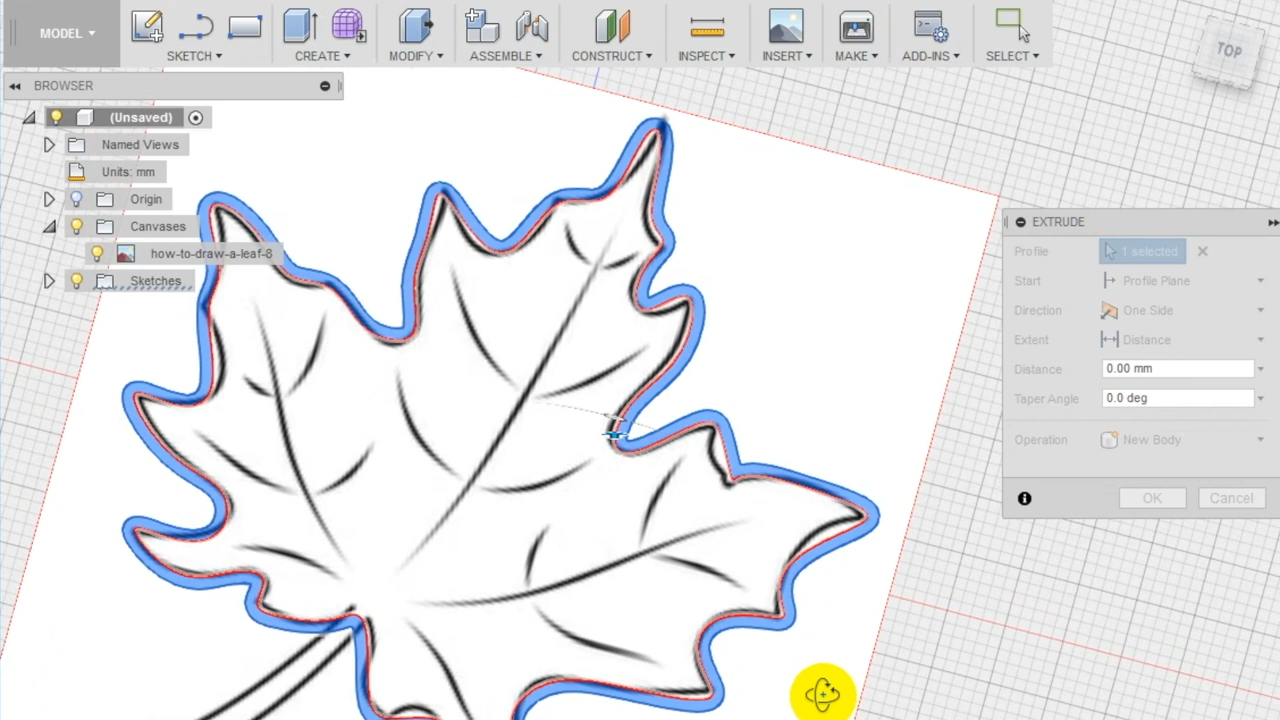 MODEL
SKETCH
CREATE
MODIFY
ASSEMBLE
CONSTRUCT
INSPECT
INSERT
MAKE
ADD-INS
SELECT
TOP
BROWSER
(Unsaved)
Named Views
Units: mm
Origin
Canvases
how-to-draw-a-leaf-8
Sketches
EXTRUDE
Profile 1 selected
Start Profile Plane
Direction One Side
Extent Distance
Distance 0.00 mm
Taper Angle 0.0 deg
Operation New Body
OK Cancel